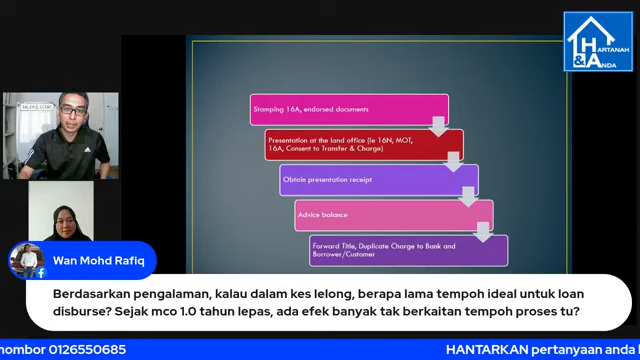 HARTANAH
& ANDA
Stamping 16A, endorsed documents
Presentation at the land office (ie 16N, MOT,
16A, Consent to Transfer & Charge)
Obtain presentation receipt
Advice balance
Forward Title, Duplicate Charge to Bank and
Borrower/Customer
Wan Mohd Rafiq
Berdasarkan pengalaman, kalau dalam kes lelong, berapa lama tempoh ideal untuk loan
disburse? Sejak mco 1.0 tahun lepas, ada efek banyak tak berkaitan tempoh proses tu?
nombor 0126550685
HANTARKAN pertanyaan anda